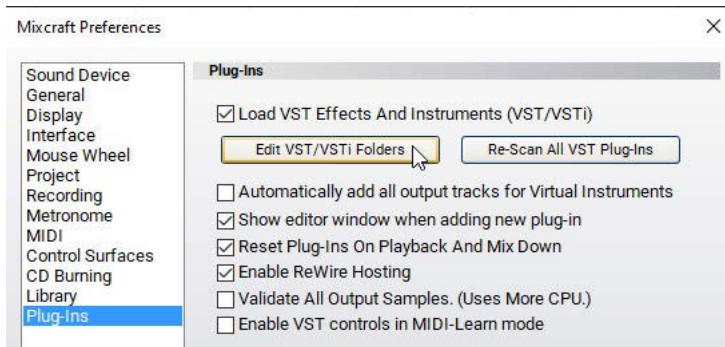 Mixcraft Preferences
Sound Device
General
Display
Interface
Mouse Wheel
Project
Recording
Metronome
MIDI
Control Surfaces
CD Burning
Library
Plug-Ins
Plug-Ins
Load VST Effects And Instruments (VST/VSTi)
Edit VST/VSTi Folders
Re-Scan All VST Plug-Ins
Automatically add all output tracks for Virtual Instruments
Show editor window when adding new plug-in
Reset Plug-Ins On Playback And Mix Down
Enable ReWire Hosting
Validate All Output Samples. (Uses More CPU.)
Enable VST controls in MIDI-Learn mode